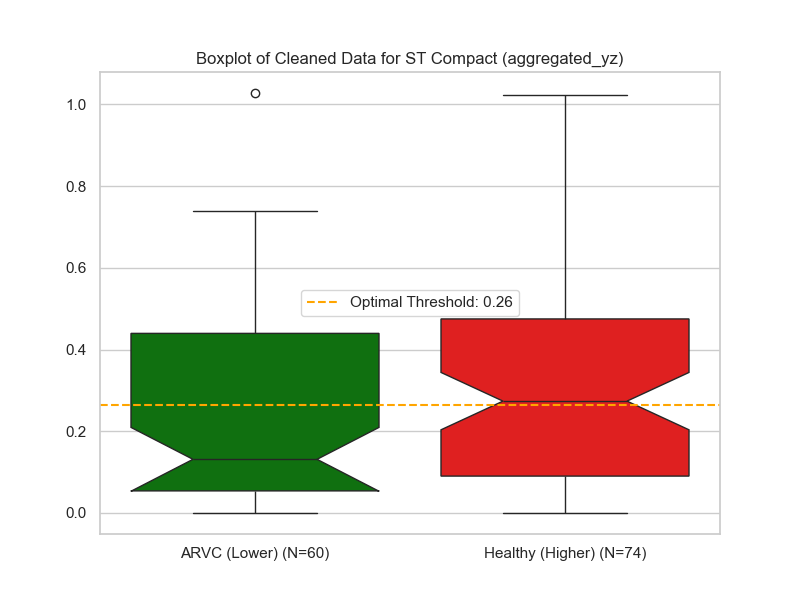 Boxplot of Cleaned Data for ST Compact (aggregated_yz)
1.0
0.8
0.6
Optimal Threshold: 0.26
0.4
0.2
0.0
ARVC (Lower) (N=60)
Healthy (Higher) (N=74)